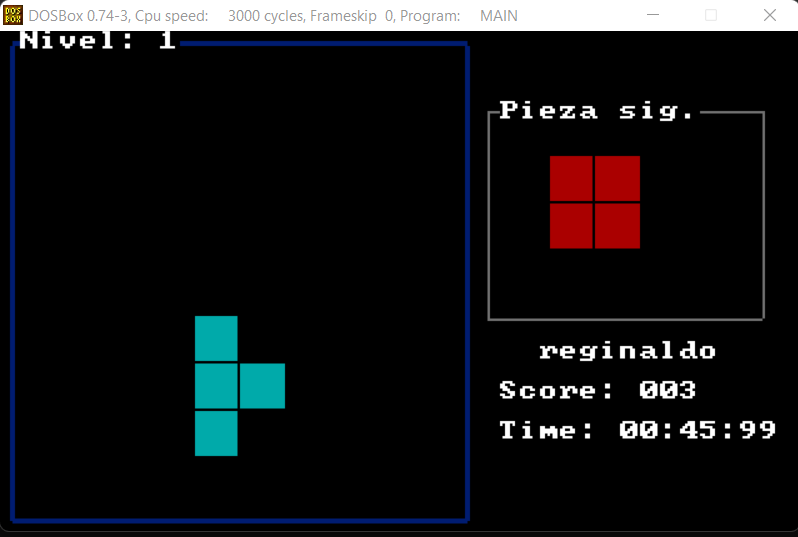 DOS BOX
DOSBox 0.74-3, Cpu speed: 3000 cycles, Frameskip 0, Program: MAIN
Nivel: 1
Pieza sig.
reginaldo
Score: 003
Time: 00:45:99